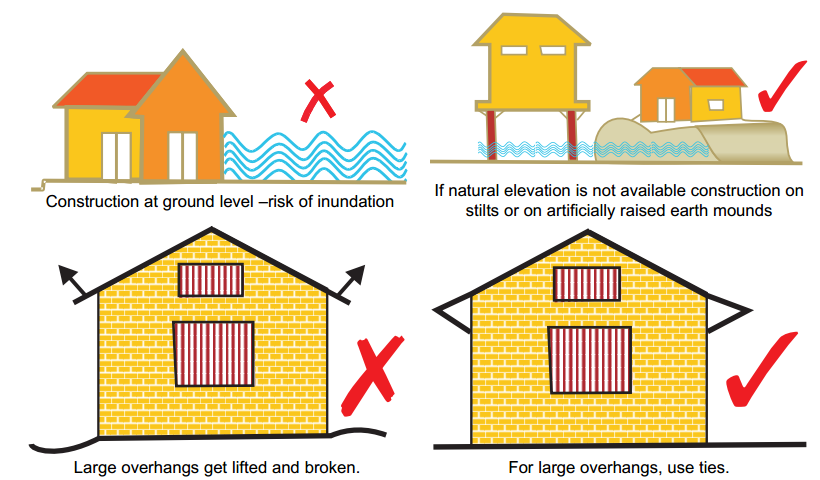 Construction at ground level –risk of inundation
If natural elevation is not available construction on
stilts or on artificially raised earth mounds
Large overhangs get lifted and broken.
For large overhangs, use ties.